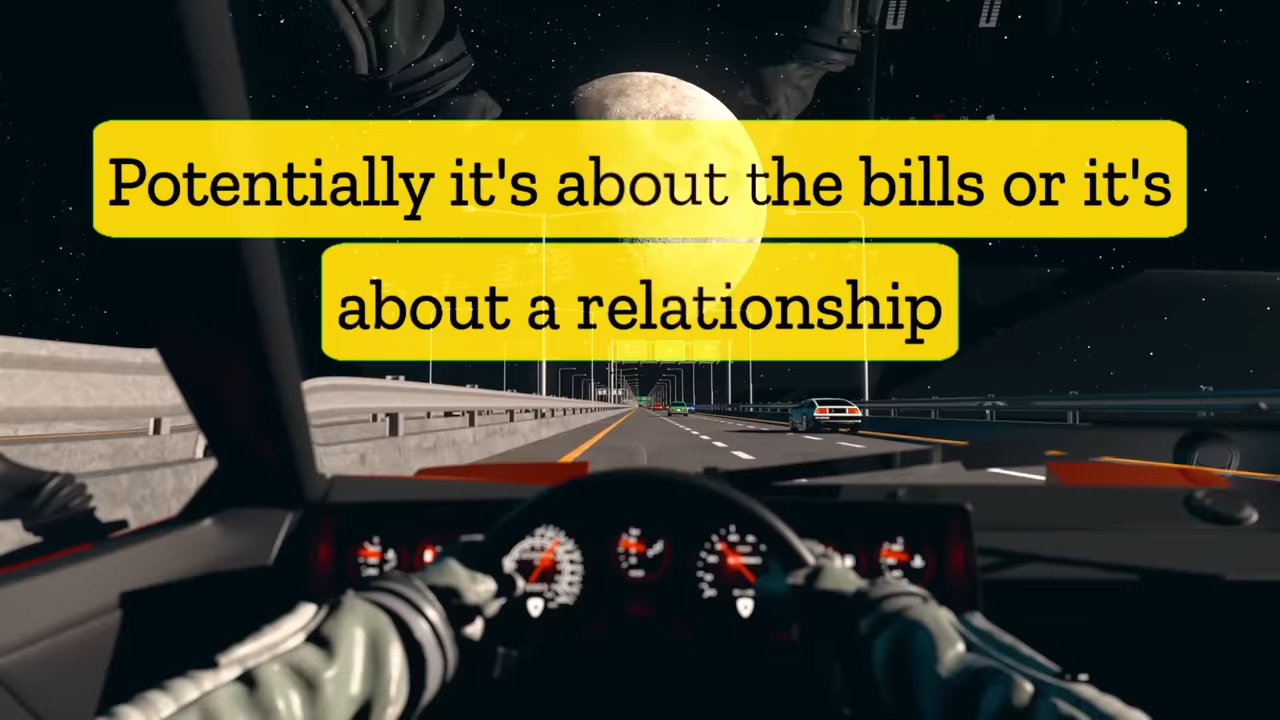 Potentially it's about the bills or it's
about a relationship